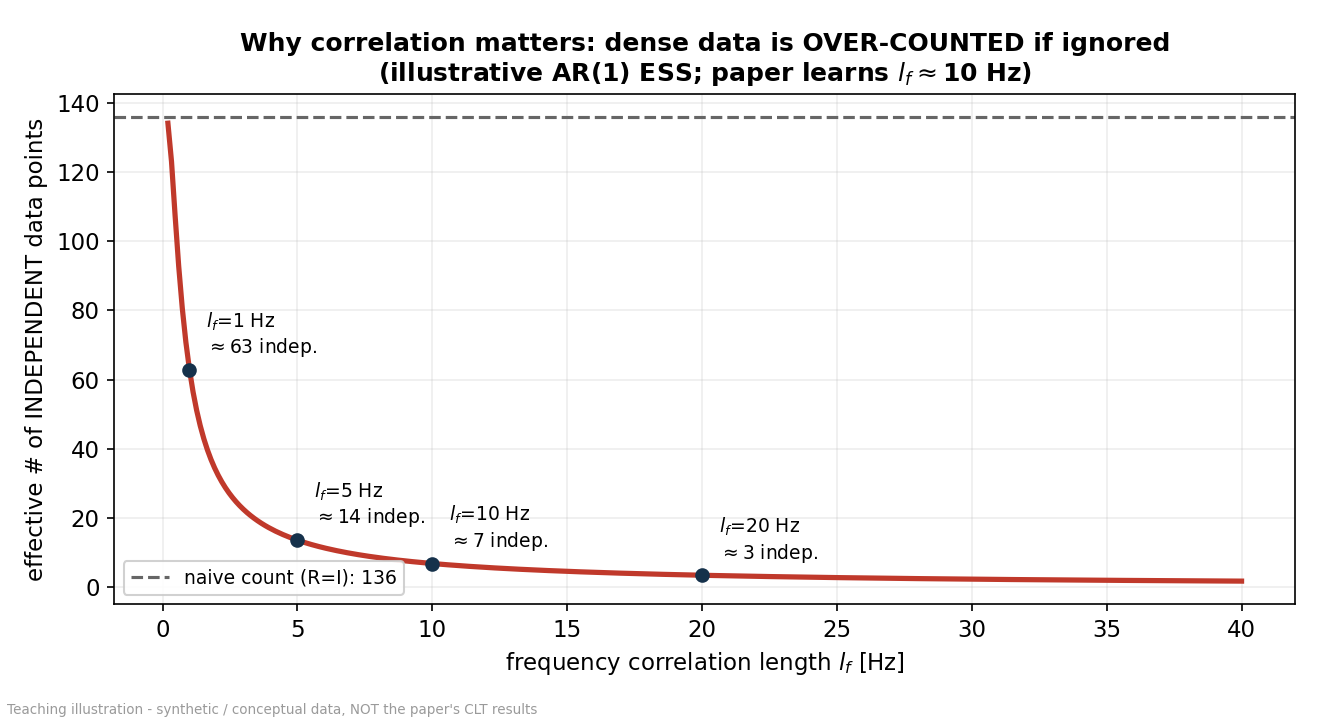 Why correlation matters: dense data is OVER-COUNTED if ignored
(illustrative AR(1) ESS; paper learns l_f ≈ 10 Hz)
effective # of INDEPENDENT data points
140
120
100
80
60
40
20
0
l_f=1 Hz
≈ 63 indep.
l_f=5 Hz
≈ 14 indep.
l_f=10 Hz
≈ 7 indep.
l_f=20 Hz
≈ 3 indep.
naive count (R=I): 136
0 5 10 15 20 25 30 35 40
frequency correlation length l_f [Hz]
Teaching illustration - synthetic / conceptual data, NOT the paper's CLT results